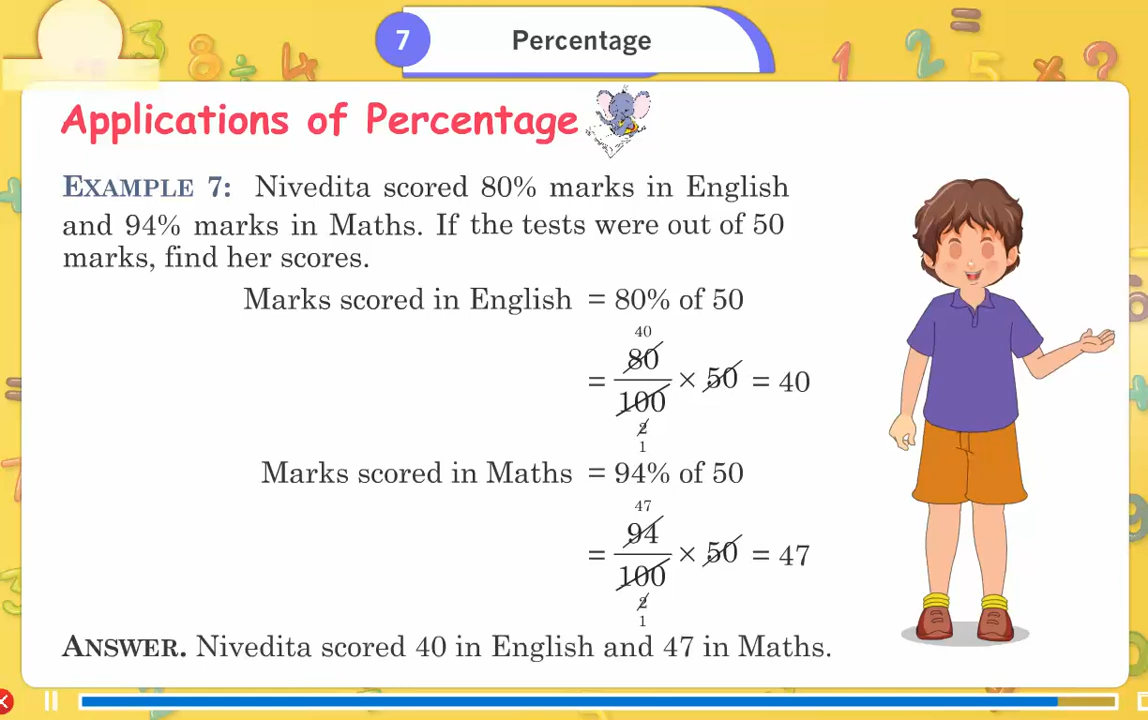 7 Percentage
Applications of Percentage
EXAMPLE 7: Nivedita scored 80% marks in English
and 94% marks in Maths. If the tests were out of 50
marks, find her scores.
Marks scored in English = 80% of 50
40
= 80/100 × 50 = 40
2
1
Marks scored in Maths = 94% of 50
47
= 94/100 × 50 = 47
2
1
ANSWER. Nivedita scored 40 in English and 47 in Maths.